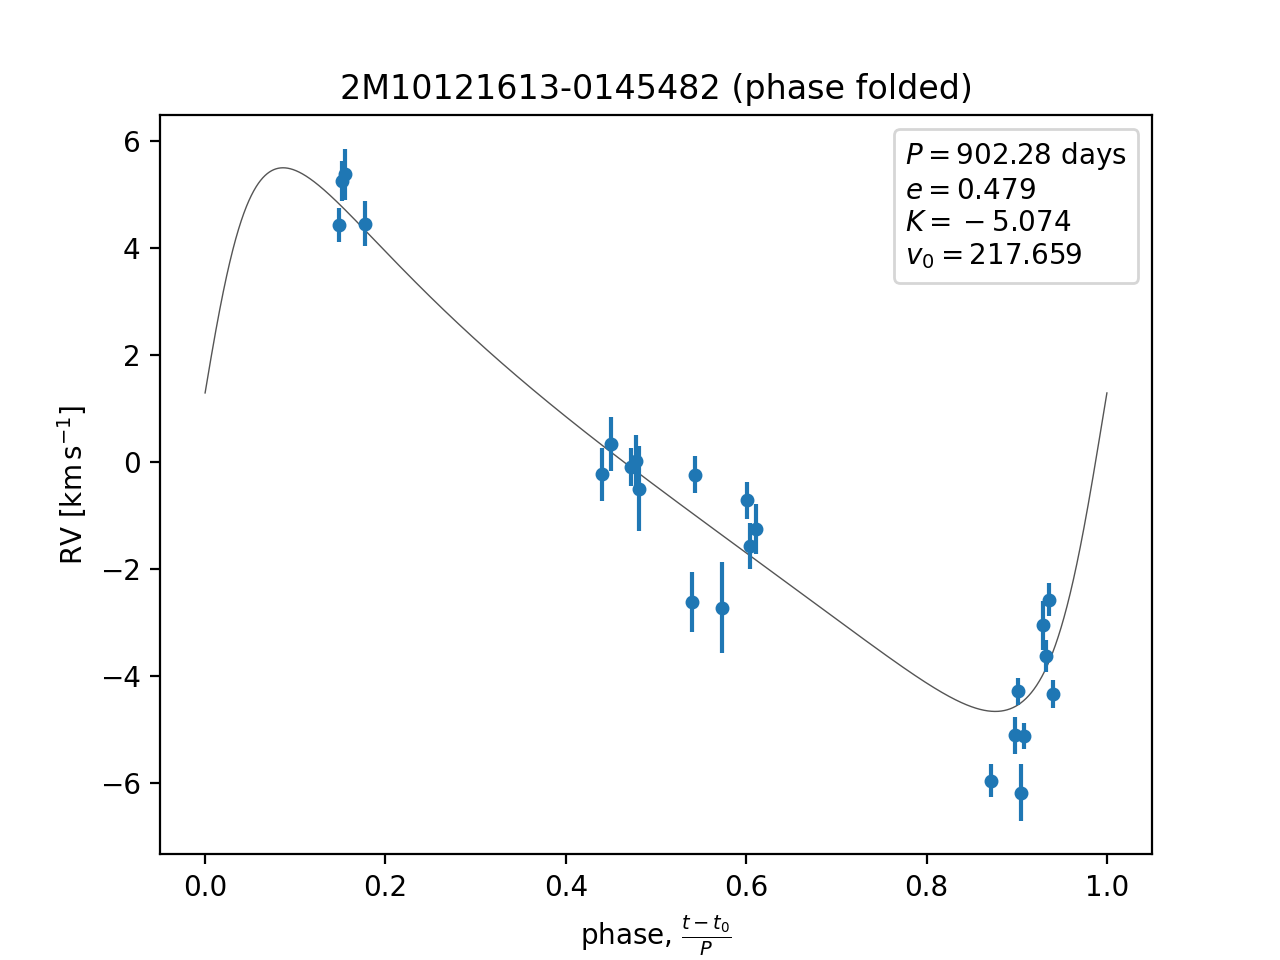 2M10121613-0145482 (phase folded)
P = 902.28 days
e = 0.479
K = −5.074
v₀ = 217.659
6
4
2
0
−2
−4
−6
RV [km s⁻¹]
0.0 0.2 0.4 0.6 0.8 1.0
phase, (t − t₀)/P